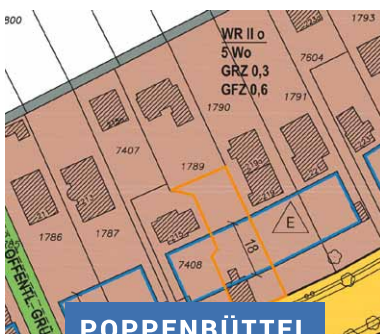 800
1793
WR II o
5 Wo
GRZ 0,3
GFZ 0,6
7604
1790
1791
7407
1789
1786
1787
7408
18
E
ÖFFENTL. GRÜ
POPPENBÜTTEL